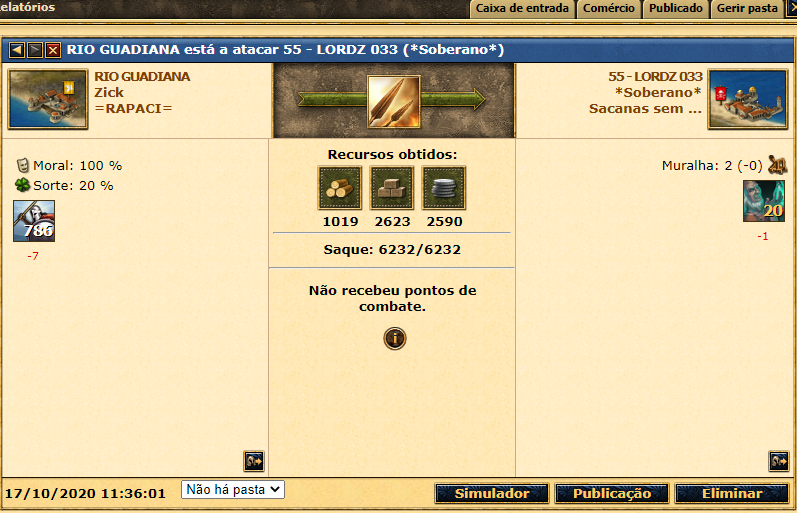 elatórios
Caixa de entrada
Comércio
Publicado
Gerir pasta
RIO GUADIANA está a atacar 55 - LORDZ 033 (*Soberano*)
RIO GUADIANA
Zick
=RAPACI=
55 - LORDZ 033
*Soberano*
Sacanas sem ...
Moral: 100 %
Sorte: 20 %
786
-7
Recursos obtidos:
1019 2623 2590
Saque: 6232/6232
Não recebeu pontos de
combate.
Muralha: 2 (-0)
20
-1
17/10/2020 11:36:01
Não há pasta
Simulador
Publicação
Eliminar